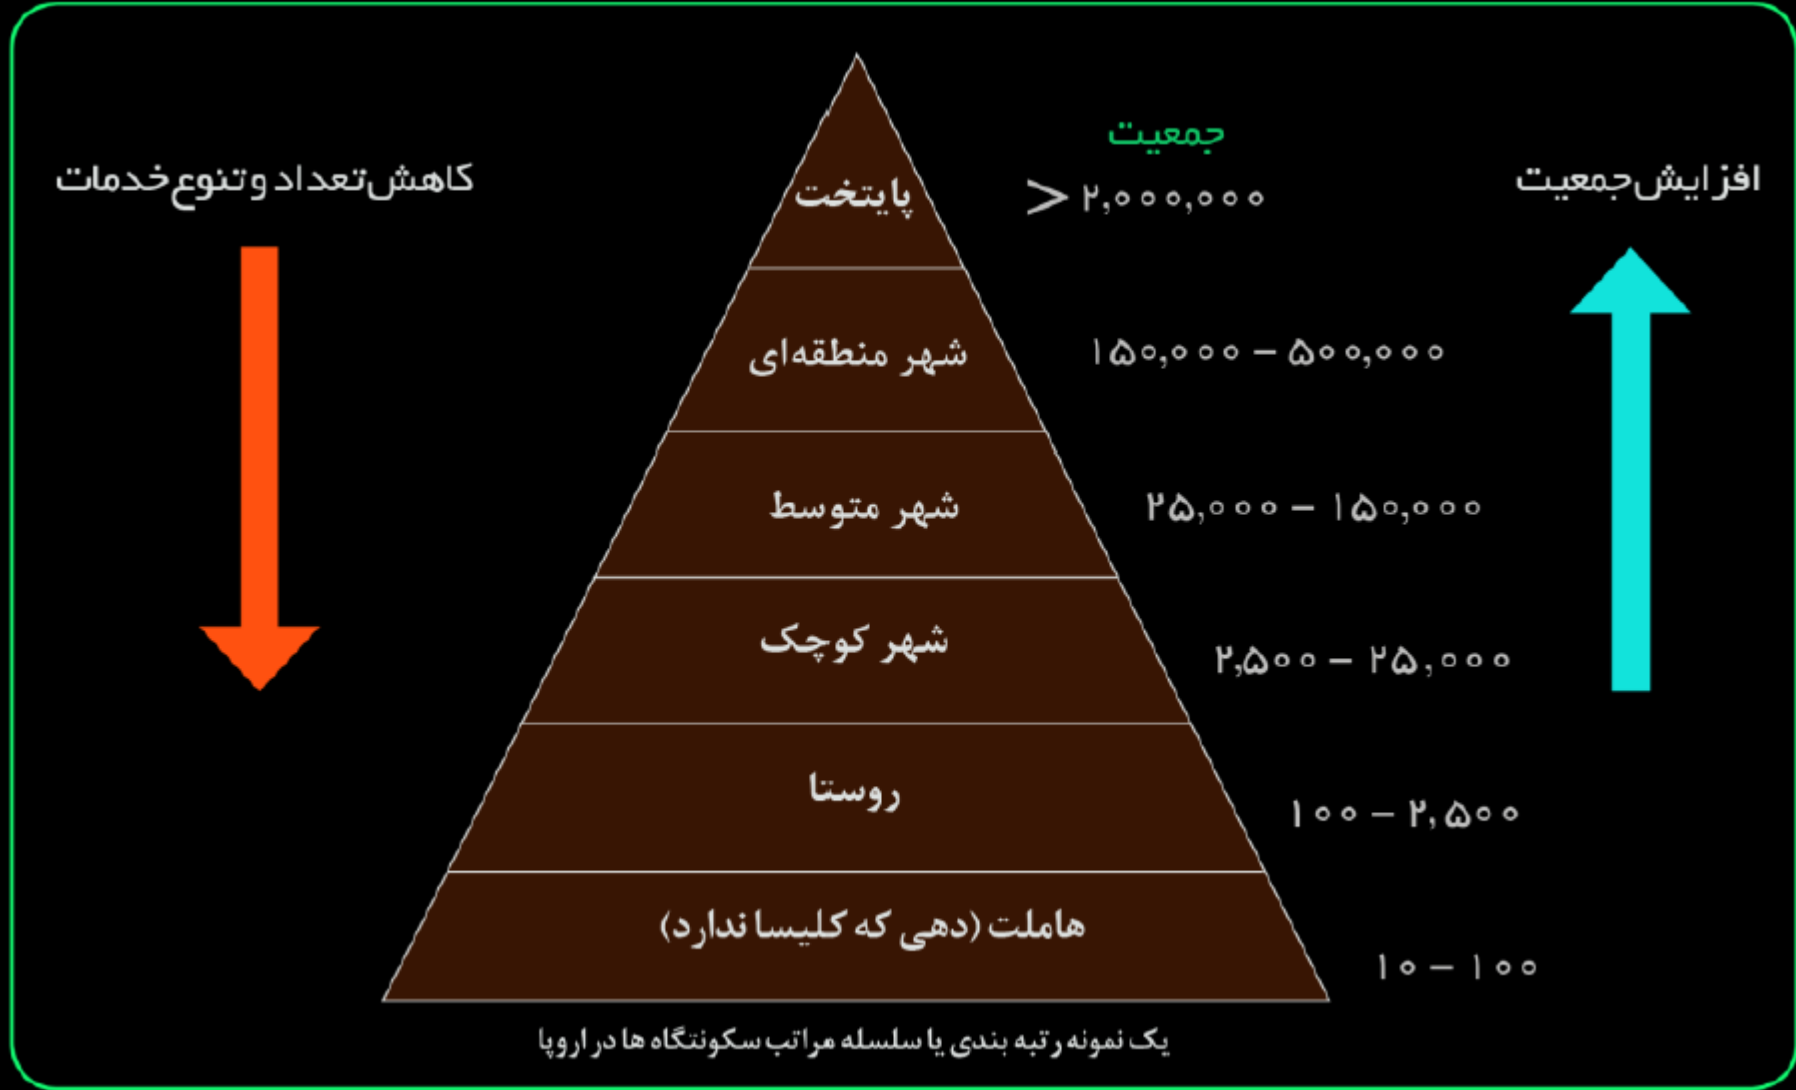 جمعیت
افزایش جمعیت
کاهش تعداد و تنوع خدمات
پایتخت
> ۲,۰۰۰,۰۰۰
شهر منطقه‌ای
۱۵۰,۰۰۰ – ۵۰۰,۰۰۰
شهر متوسط
۲۵,۰۰۰ – ۱۵۰,۰۰۰
شهر کوچک
۲,۵۰۰ – ۲۵,۰۰۰
روستا
۱۰۰ – ۲,۵۰۰
هاملت (دهی که کلیسا ندارد)
۱۰ – ۱۰۰
یک نمونه رتبه بندی یا سلسله مراتب سکونتگاه ها در اروپا